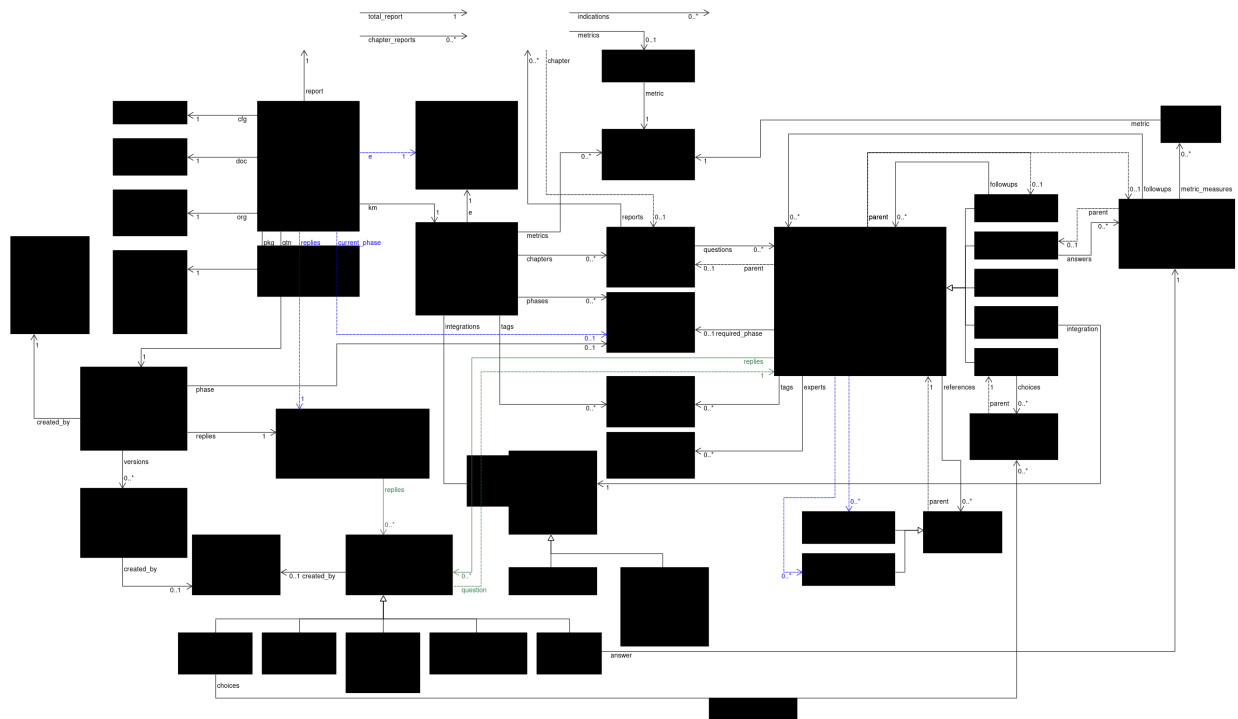 total_report 1
indications 0..*
chapter_reports 0..*
metrics
0..1
1
0..*
chapter
report
metric
cfg
1
1
metric
e 1
0..*
1
0..*
doc
1
followups
0..1
0..1
followups
metric_measures
1
km
1
e
org
1
reports
0..1
0..*
parent
0..*
parent
0..1
0..*
answers
pkg
qtn
replies
current_phase
metrics
questions 0..*
chapters 0..*
0..1 parent
1
1
phases 0..*
integrations
tags
0..1 required_phase
integration
1
1
0..1
0..1
replies
1
phase
tags
experts
references
1
1
parent
choices
0..*
0..*
0..*
created_by
1
replies 1
0..*
0..*
versions
0..*
replies
1
parent
0..*
0..*
0..*
created_by
0..1
0..1 created_by
0..*
question
0..*
answer
choices